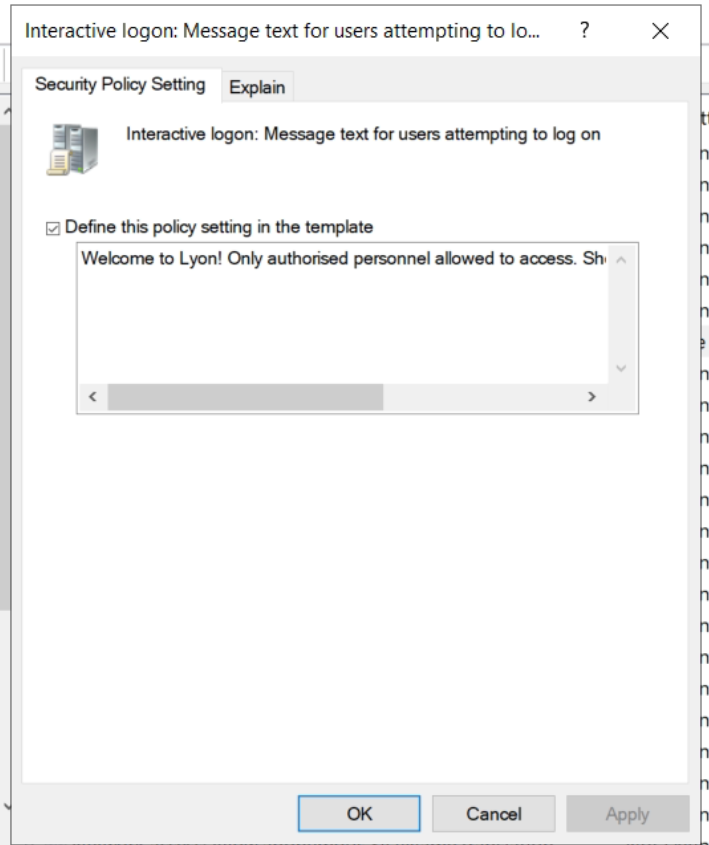 Interactive logon: Message text for users attempting to lo...
?
Security Policy Setting
Explain
Interactive logon: Message text for users attempting to log on
Define this policy setting in the template
Welcome to Lyon! Only authorised personnel allowed to access.
OK
Cancel
Apply